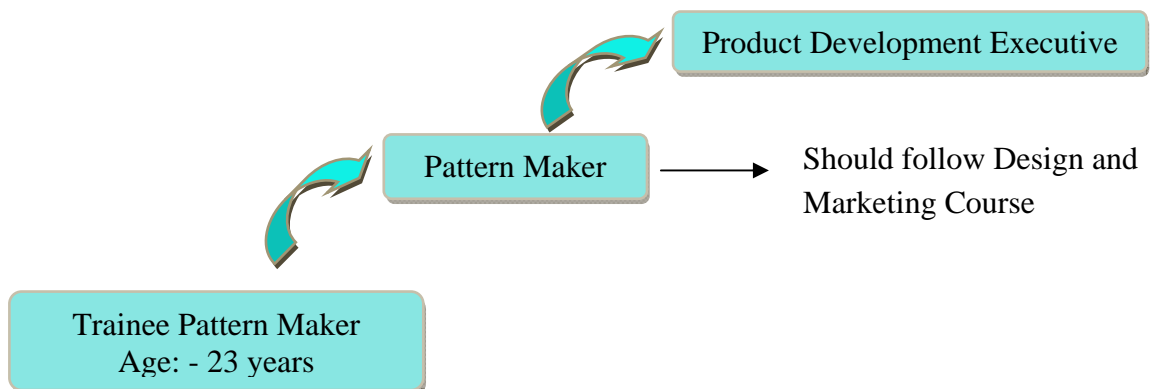 Product Development Executive
Pattern Maker
Should follow Design and
Marketing Course
Trainee Pattern Maker
Age: - 23 years